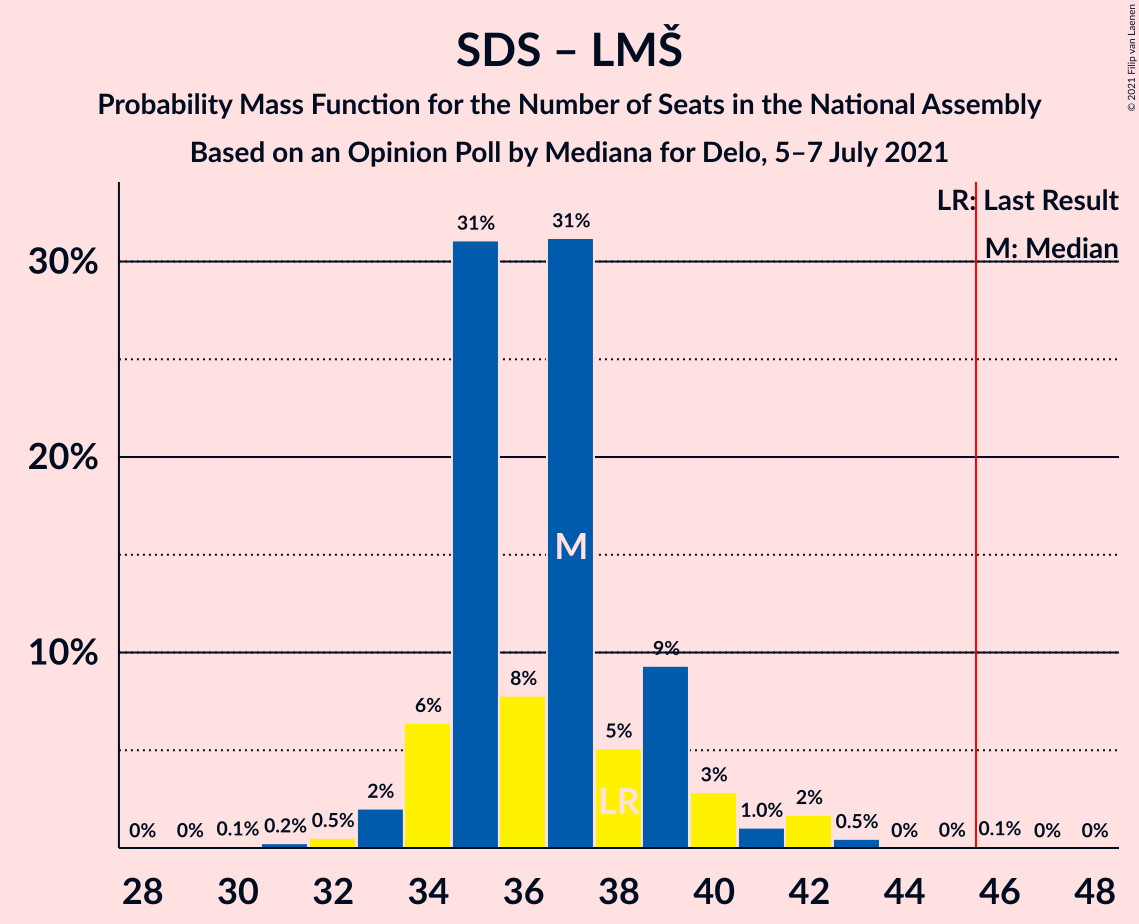 SDS – LMŠ
Probability Mass Function for the Number of Seats in the National Assembly
Based on an Opinion Poll by Mediana for Delo, 5–7 July 2021
© 2021 Filip van Laenen
LR: Last Result
M: Median
30%
20%
10%
0% 0% 0.1% 0.2% 0.5% 2% 6% 31% 8% 31% 5% 9% 3% 1.0% 2% 0.5% 0% 0% 0.1% 0% 0%
M
LR
28 30 32 34 36 38 40 42 44 46 48